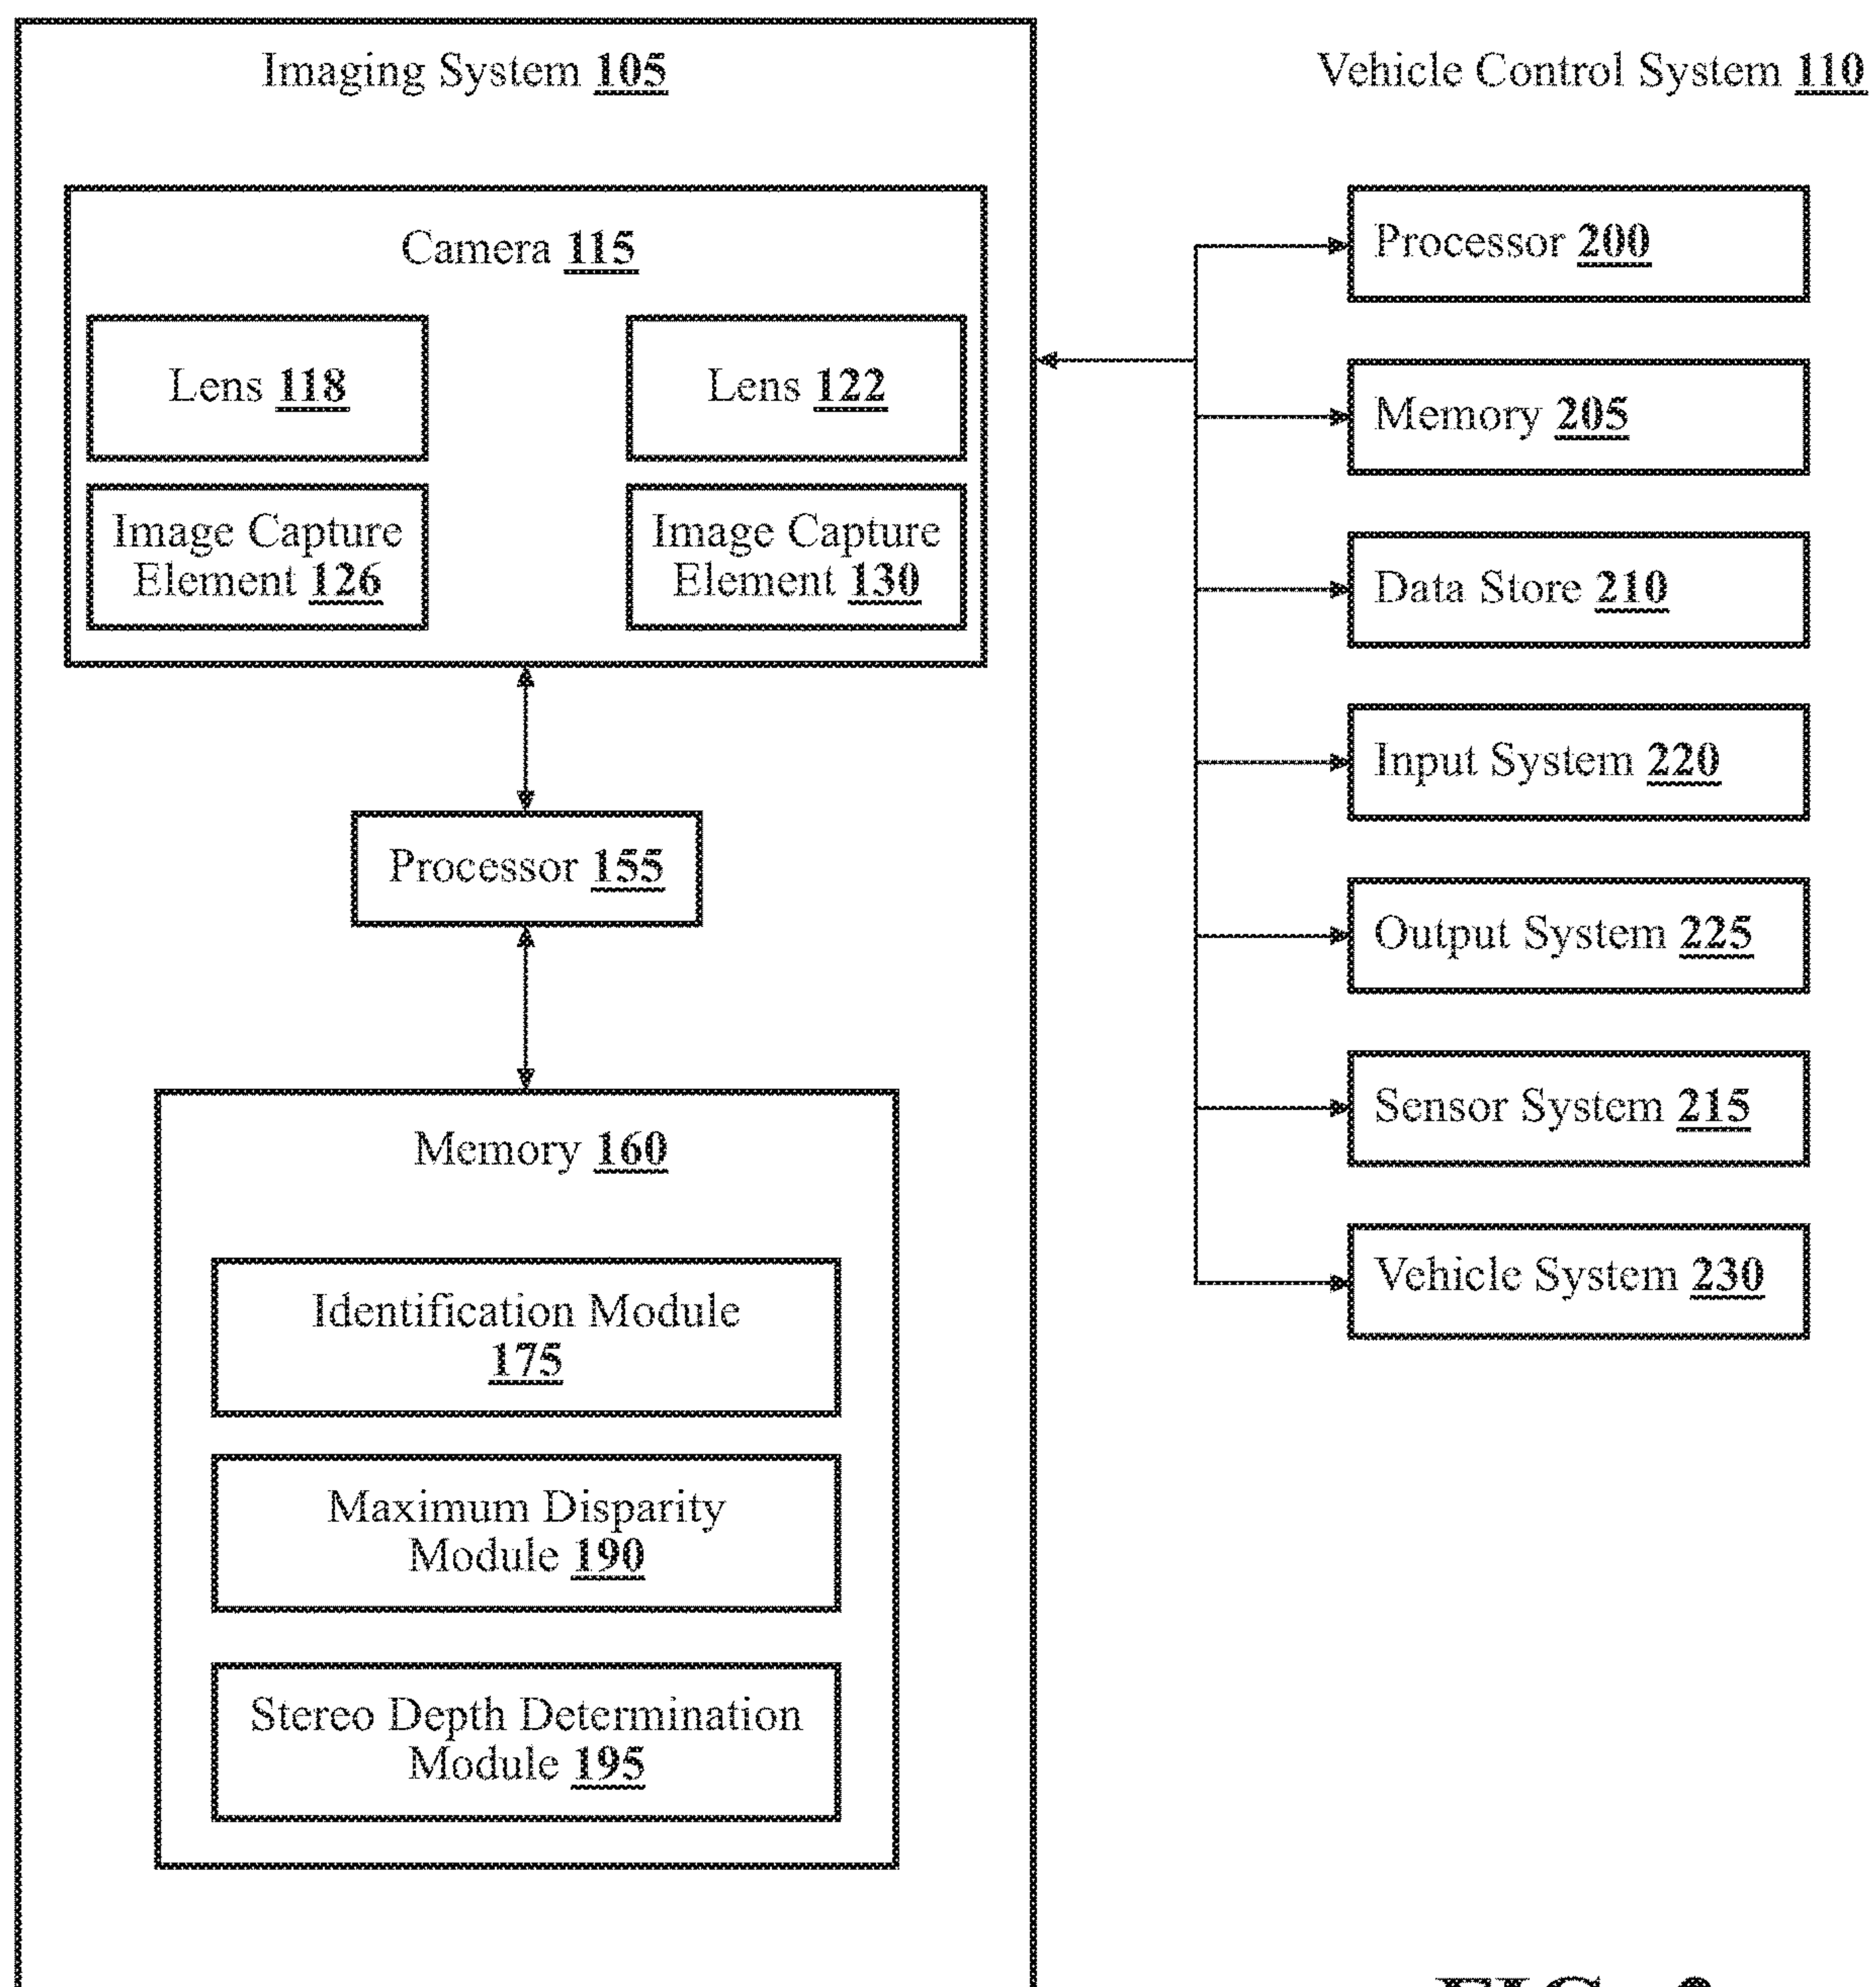 Imaging System 105
Camera 115
Lens 118
Lens 122
Image Capture
Element 126
Image Capture
Element 130
Processor 155
Memory 160
Identification Module
175
Maximum Disparity
Module 190
Stereo Depth Determination
Module 195
Vehicle Control System 110
Processor 200
Memory 205
Data Store 210
Input System 220
Output System 225
Sensor System 215
Vehicle System 230